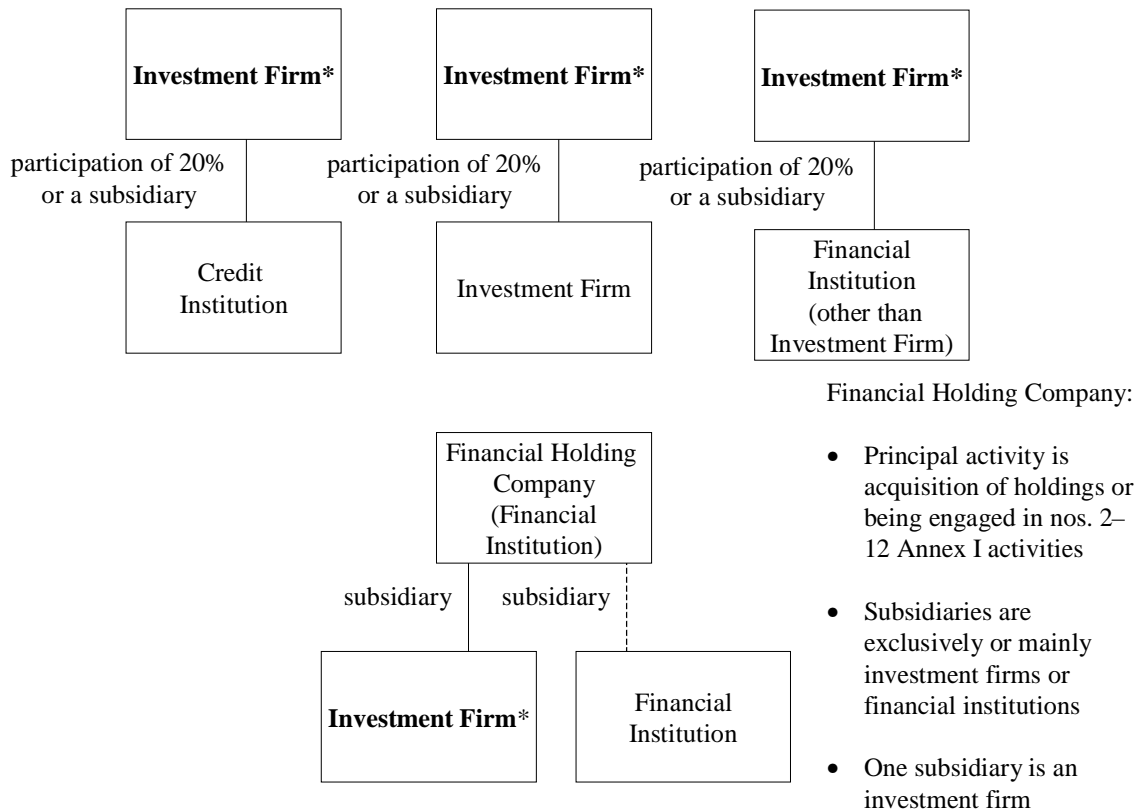 Investment Firm*
Investment Firm*
Investment Firm*
participation of 20%
or a subsidiary
participation of 20%
or a subsidiary
participation of 20%
or a subsidiary
Credit
Institution
Investment Firm
Financial
Institution
(other than
Investment Firm)
Financial Holding
Company
(Financial
Institution)
subsidiary
subsidiary
Investment Firm*
Financial
Institution
Financial Holding Company:
• Principal activity is
acquisition of holdings or
being engaged in nos. 2–
12 Annex I activities
• Subsidiaries are
exclusively or mainly
investment firms or
financial institutions
• One subsidiary is an
investment firm